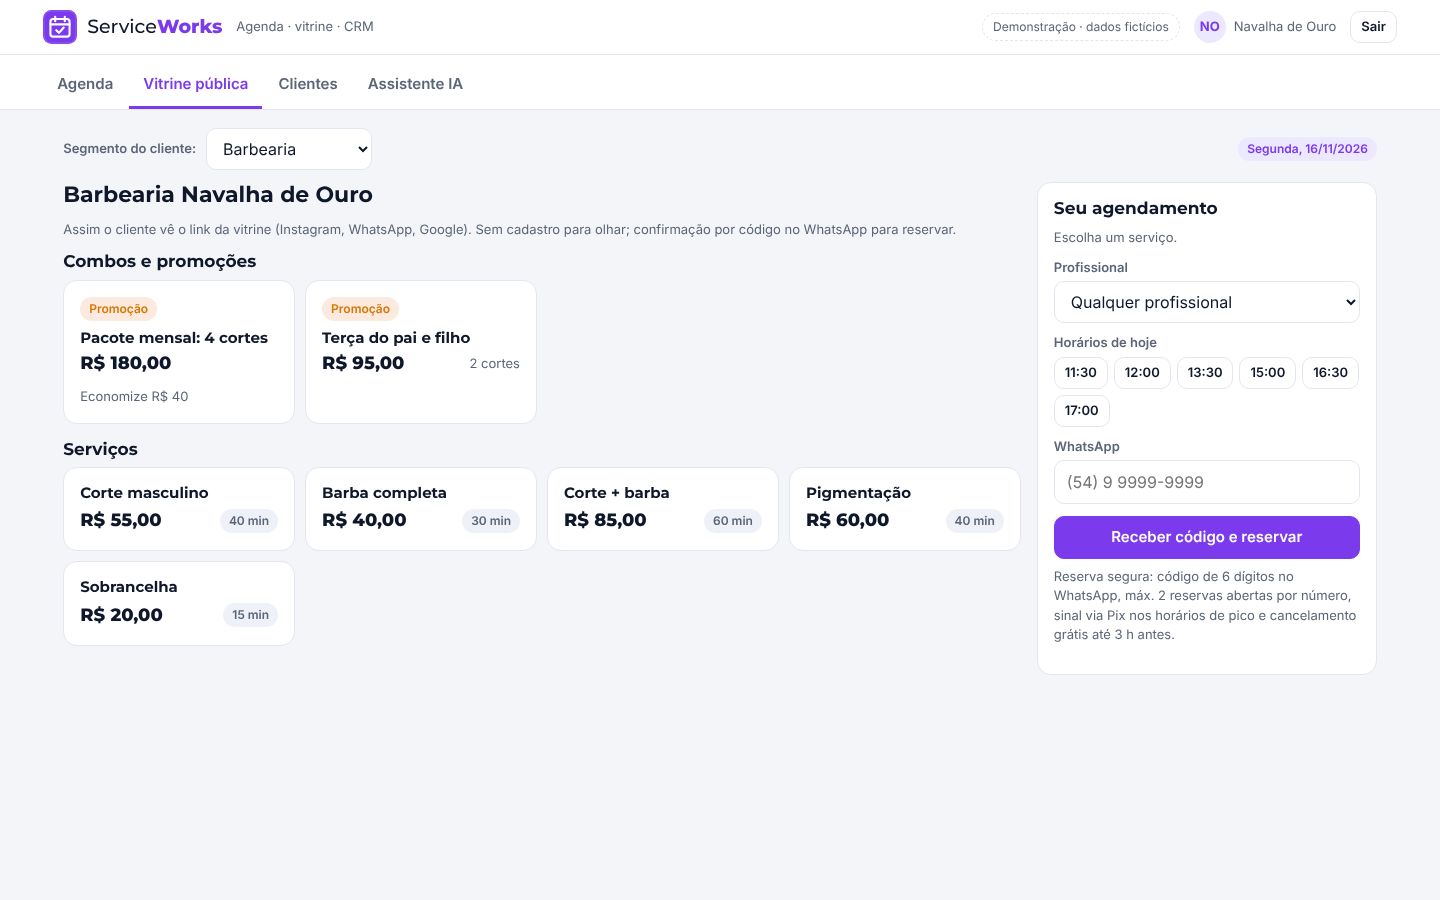 ServiceWorks
Agenda · vitrine · CRM
Demonstração · dados fictícios
NO
Navalha de Ouro
Sair
Agenda
Vitrine pública
Clientes
Assistente IA
Segmento do cliente:
Barbearia
Segunda, 16/11/2026
Barbearia Navalha de Ouro
Assim o cliente vê o link da vitrine (Instagram, WhatsApp, Google). Sem cadastro para olhar; confirmação por código no WhatsApp para reservar.
Combos e promoções
Promoção
Pacote mensal: 4 cortes
R$ 180,00
Economize R$ 40
Promoção
Terça do pai e filho
R$ 95,00
2 cortes
Serviços
Corte masculino
R$ 55,00
40 min
Barba completa
R$ 40,00
30 min
Corte + barba
R$ 85,00
60 min
Pigmentação
R$ 60,00
40 min
Sobrancelha
R$ 20,00
15 min
Seu agendamento
Escolha um serviço.
Profissional
Qualquer profissional
Horários de hoje
11:30
12:00
13:30
15:00
16:30
17:00
WhatsApp
(54) 9 9999-9999
Receber código e reservar
Reserva segura: código de 6 dígitos no
WhatsApp, máx. 2 reservas abertas por número,
sinal via Pix nos horários de pico e cancelamento
grátis até 3 h antes.